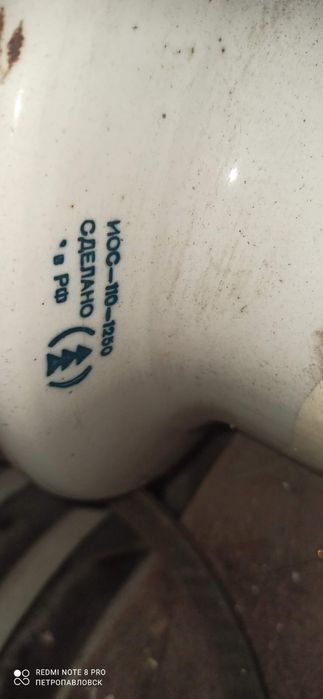 ИОС-110-1250
СДЕЛАНО
в РФ
REDMI NOTE 8 PRO
ПЕТРОПАВЛОВСК